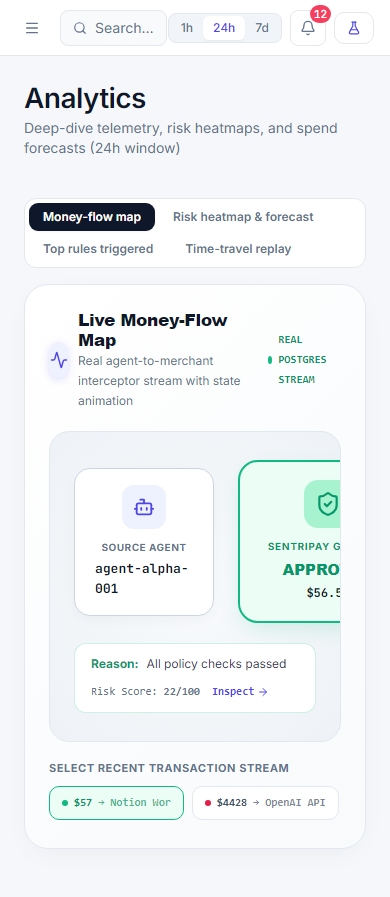 Search... 1h 24h 7d 12
Analytics
Deep-dive telemetry, risk heatmaps, and spend
forecasts (24h window)
Money-flow map Risk heatmap & forecast
Top rules triggered Time-travel replay
Live Money-Flow
Map
Real agent-to-merchant
interceptor stream with state
animation
REAL
POSTGRES
STREAM
SOURCE AGENT
agent-alpha-
001
SENTRIPAY G
APPRO
$56.5
Reason: All policy checks passed
Risk Score: 22/100 Inspect →
SELECT RECENT TRANSACTION STREAM
$57 → Notion Wor $4428 → OpenAI API